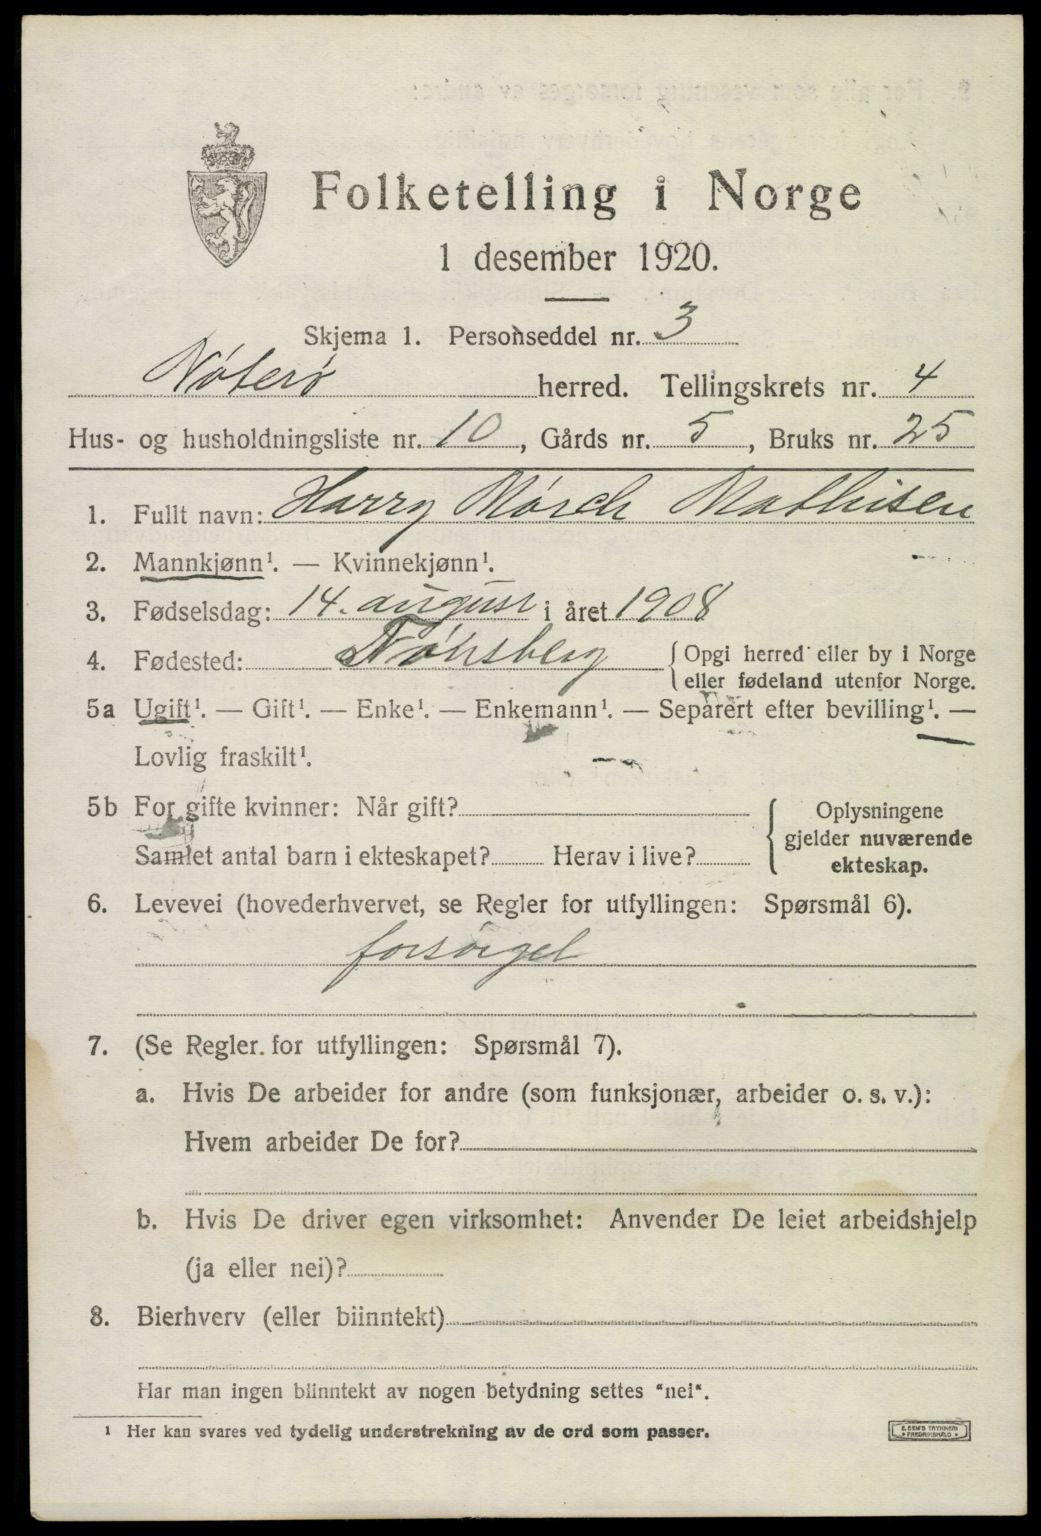 Folketelling i Norge
1 desember 1920.
Skjema 1. Personseddel nr. 3
Nøterø herred. Tellingskrets nr. 4
Hus- og husholdningsliste nr. 10, Gårds nr. 5, Bruks nr. 25
1. Fullt navn: Harry Mørch Mathisen
2. Mannkjønn¹. — Kvinnekjønn¹.
3. Fødselsdag: 14. august i året 1908
4. Fødested: Tønsberg { Opgi herred eller by i Norge
eller fødeland utenfor Norge.
5a Ugift¹. — Gift¹. — Enke¹. — Enkemann¹. — Separert efter bevilling¹. —
Lovlig fraskilt¹.
5b For gifte kvinner: Når gift?
Samlet antal barn i ekteskapet? Herav i live?
{ Oplysningene
gjelder nuværende
ekteskap.
6. Levevei (hovederhvervet, se Regler for utfyllingen: Spørsmål 6).
forsørget
7. (Se Regler for utfyllingen: Spørsmål 7).
a. Hvis De arbeider for andre (som funksjonær, arbeider o. s. v.):
Hvem arbeider De for?
b. Hvis De driver egen virksomhet: Anvender De leiet arbeidshjelp
(ja eller nei)?
8. Bierhverv (eller biinntekt)
Har man ingen biinntekt av nogen betydning settes "nei".
¹ Her kan svares ved tydelig understrekning av de ord som passer.